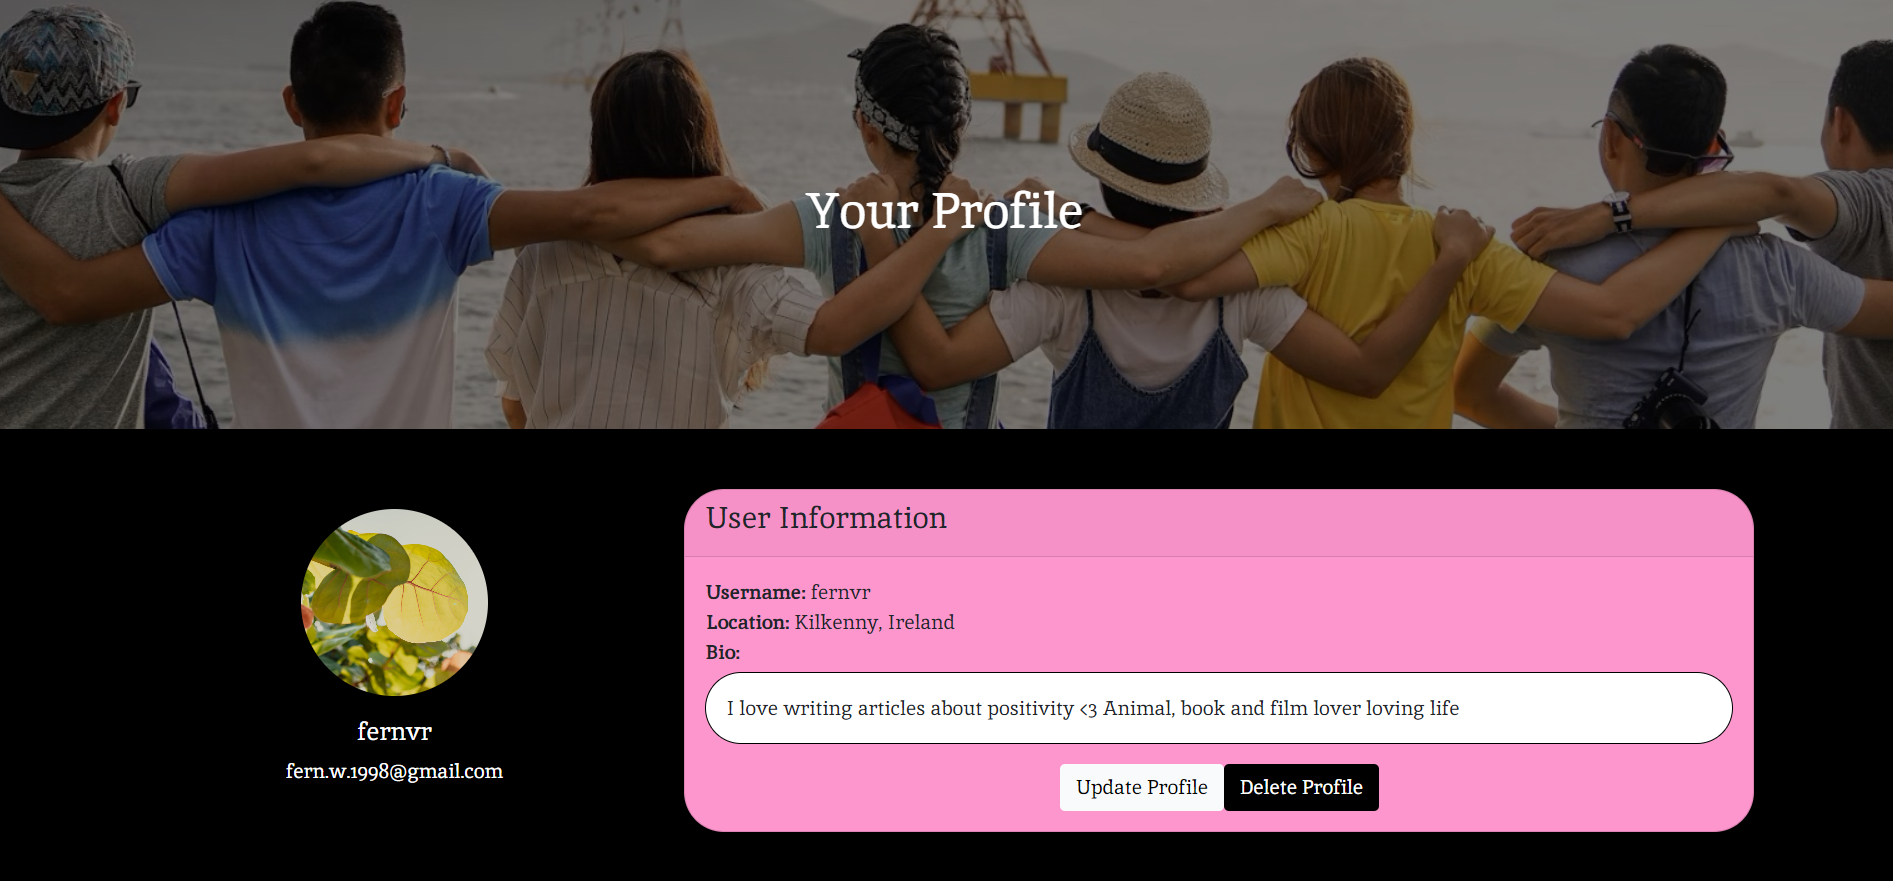 Your Profile
fernvr
fern.w.1998@gmail.com
User Information
Username: fernvr
Location: Kilkenny, Ireland
Bio:
I love writing articles about positivity <3 Animal, book and film lover loving life
Update Profile
Delete Profile